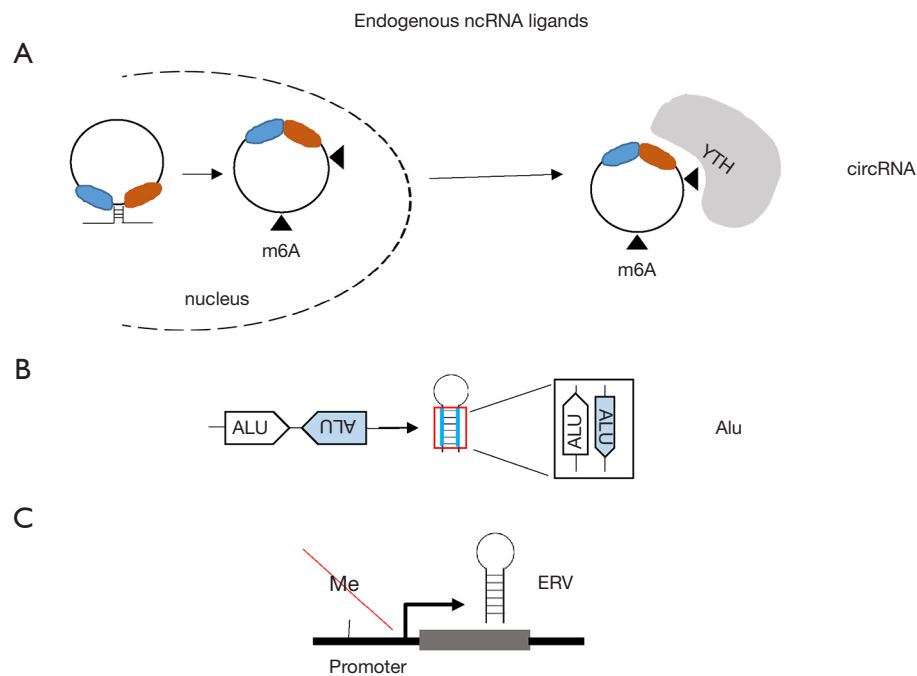 Endogenous ncRNA ligands
A
YTH
circRNA
m6A
m6A
nucleus
B
ALU
ALU
ALU
ALU
Alu
C
Me
ERV
Promoter